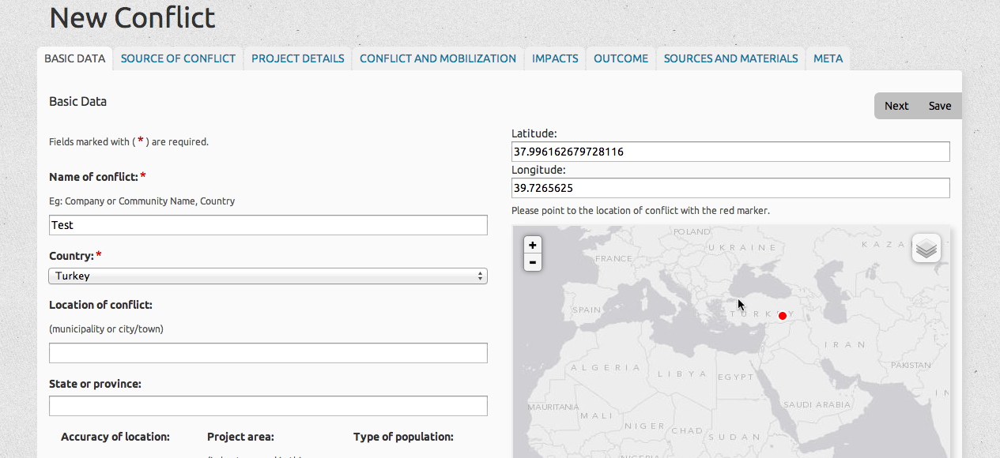 New Conflict
BASIC DATA
SOURCE OF CONFLICT
PROJECT DETAILS
CONFLICT AND MOBILIZATION
IMPACTS
OUTCOME
SOURCES AND MATERIALS
META
Basic Data
Next
Save
Fields marked with ( * ) are required.
Name of conflict: *
Eg: Company or Community Name, Country
Test
Country: *
Turkey
Location of conflict:
(municipality or city/town)
State or province:
Accuracy of location:
Project area:
Type of population:
Latitude:
37.996162679728116
Longitude:
39.7265625
Please point to the location of conflict with the red marker.
+
-
POLAND
UKRAINE
KAZA
FRANCE
SPAIN
TURKEY
IRAN
ALGERIA
LIBYA
EGYPT
PAKISTAN
IN
SAUDI ARABIA
MAURITANIA
MALI
NIGER
CHAD
SUDAN
NIGERIA